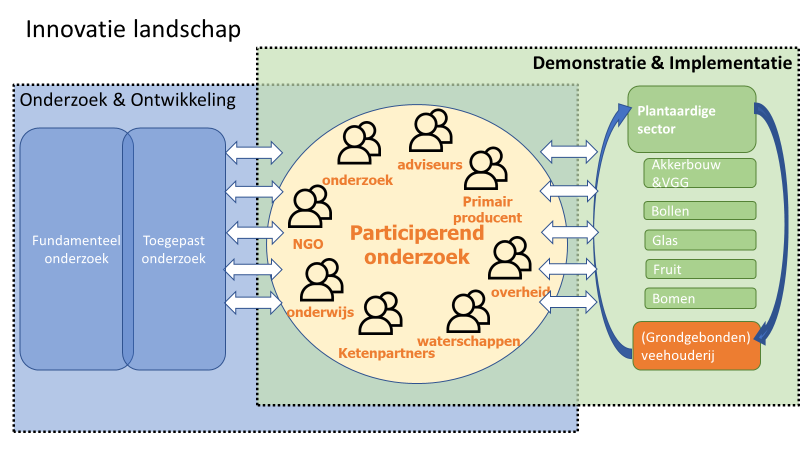 Innovatie landschap
Demonstratie & Implementatie
Onderzoek & Ontwikkeling
Fundamenteel
onderzoek
Toegepast
onderzoek
adviseurs
onderzoek
Primair
producent
NGO
Participerend
onderzoek
overheid
onderwijs
waterschappen
Ketenpartners
Plantaardige
sector
Akkerbouw
&VGG
Bollen
Glas
Fruit
Bomen
(Grondgebonden)
veehouderij